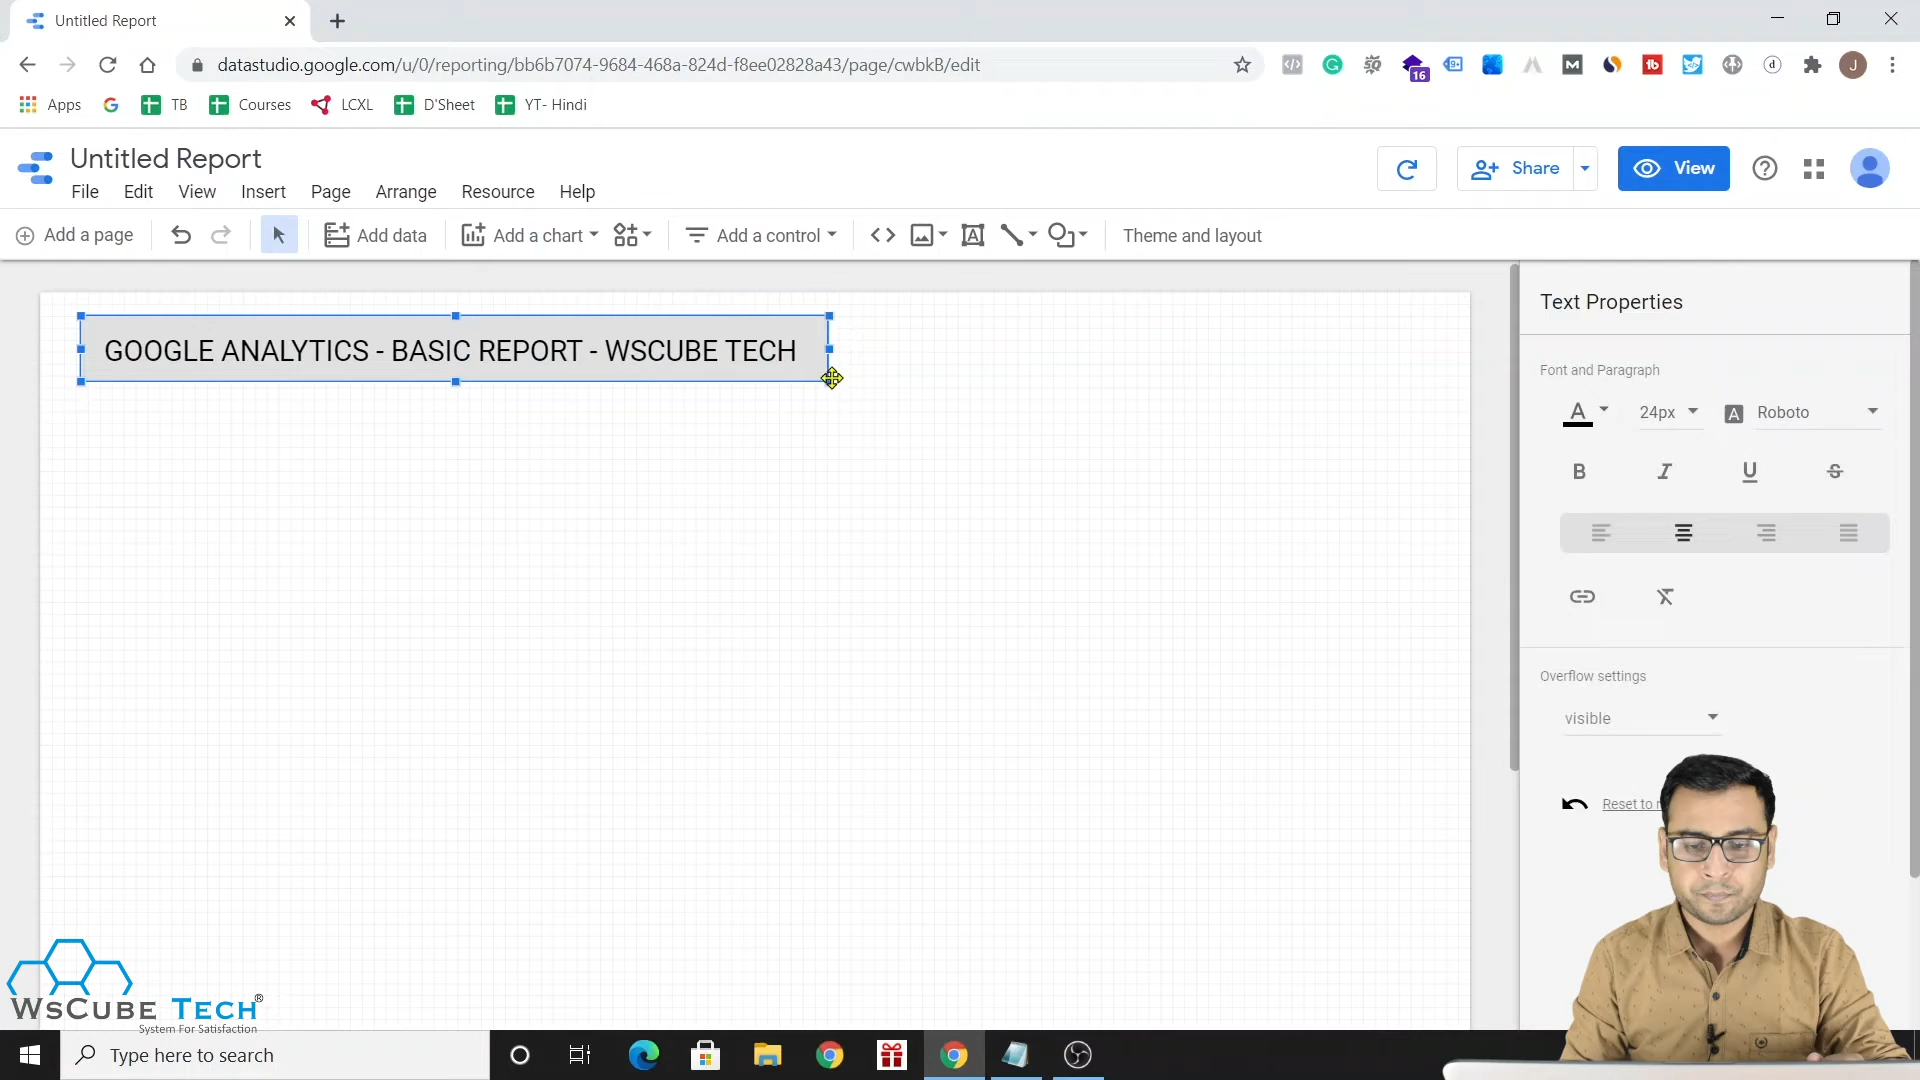 Untitled Report
datastudio.google.com/u/0/reporting/bb6b7074-9684-468a-824d-f8ee02828a43/page/cwbkB/edit
16
J
Apps
TB
Courses
LCXL
D'Sheet
YT- Hindi
Untitled Report
File Edit View Insert Page Arrange Resource Help
Share
View
Add a page
Add data
Add a chart
Add a control
Theme and layout
GOOGLE ANALYTICS - BASIC REPORT - WSCUBE TECH
Text Properties
Font and Paragraph
A
24px
A
Roboto
B
I
U
S
Overflow settings
visible
Reset to
WSCUBE TECH®
System For Satisfaction
Type here to search